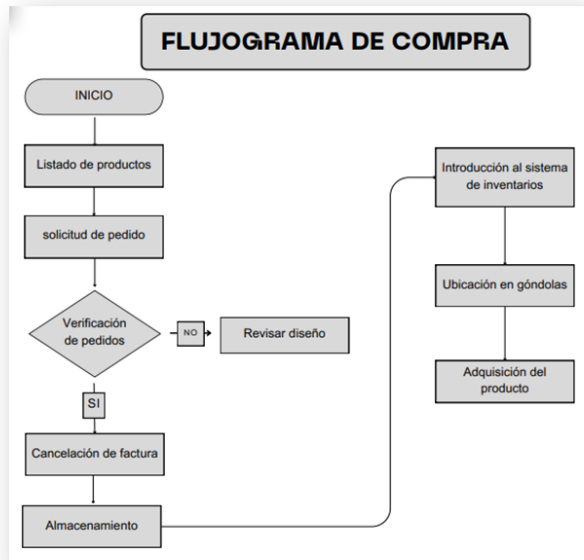 FLUJOGRAMA DE COMPRA
INICIO
Listado de productos
solicitud de pedido
Verificación
de pedidos
NO
Revisar diseño
SI
Cancelación de factura
Almacenamiento
Introducción al sistema
de inventarios
Ubicación en góndolas
Adquisición del
producto